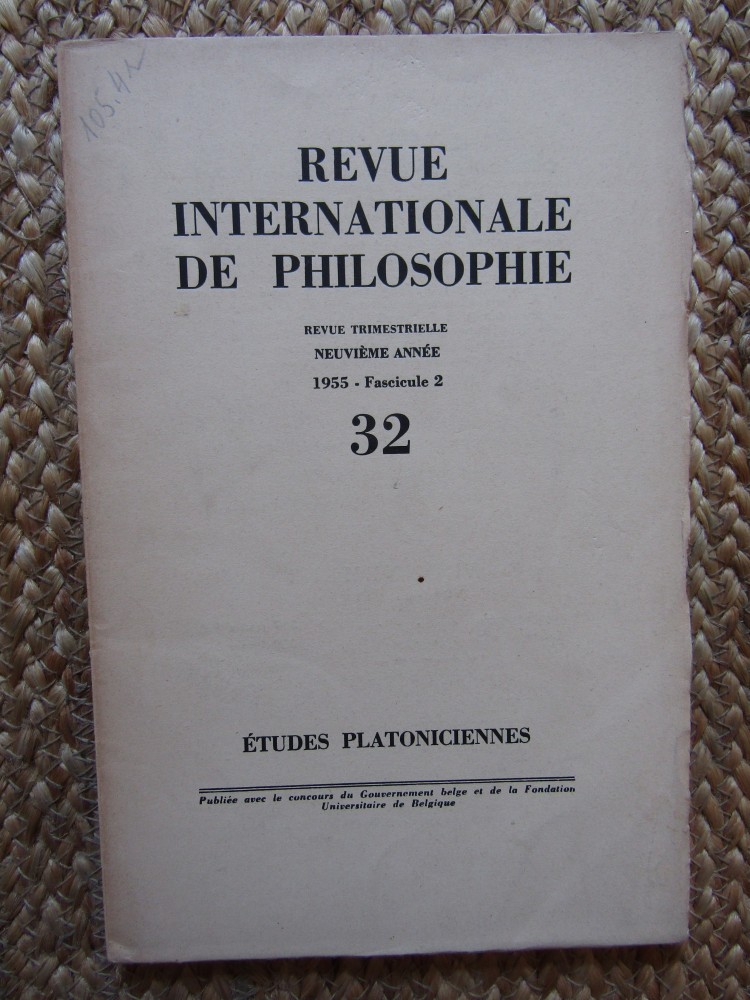 105.42
REVUE
INTERNATIONALE
DE PHILOSOPHIE
REVUE TRIMESTRIELLE
NEUVIÈME ANNÉE
1955 - Fascicule 2
32
ÉTUDES PLATONICIENNES
Publiée avec le concours du Gouvernement belge et de la Fondation
Universitaire de Belgique